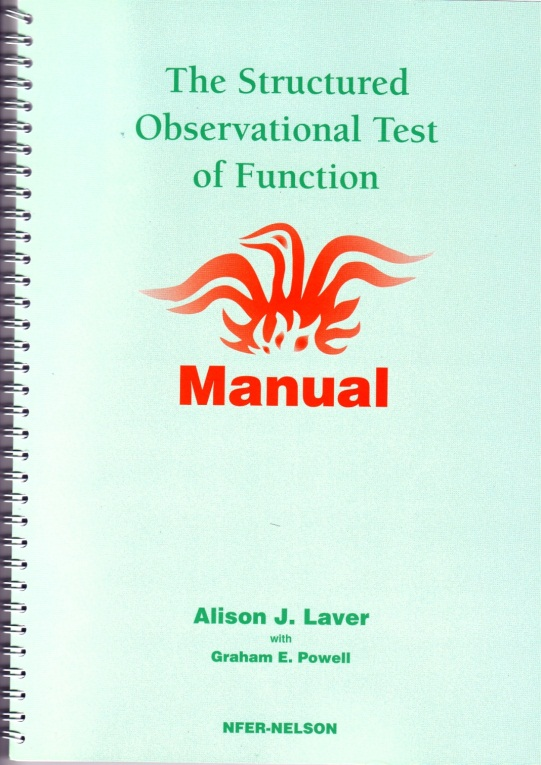 The Structured
Observational Test
of Function
Manual
Alison J. Laver
with
Graham E. Powell
NFER-NELSON